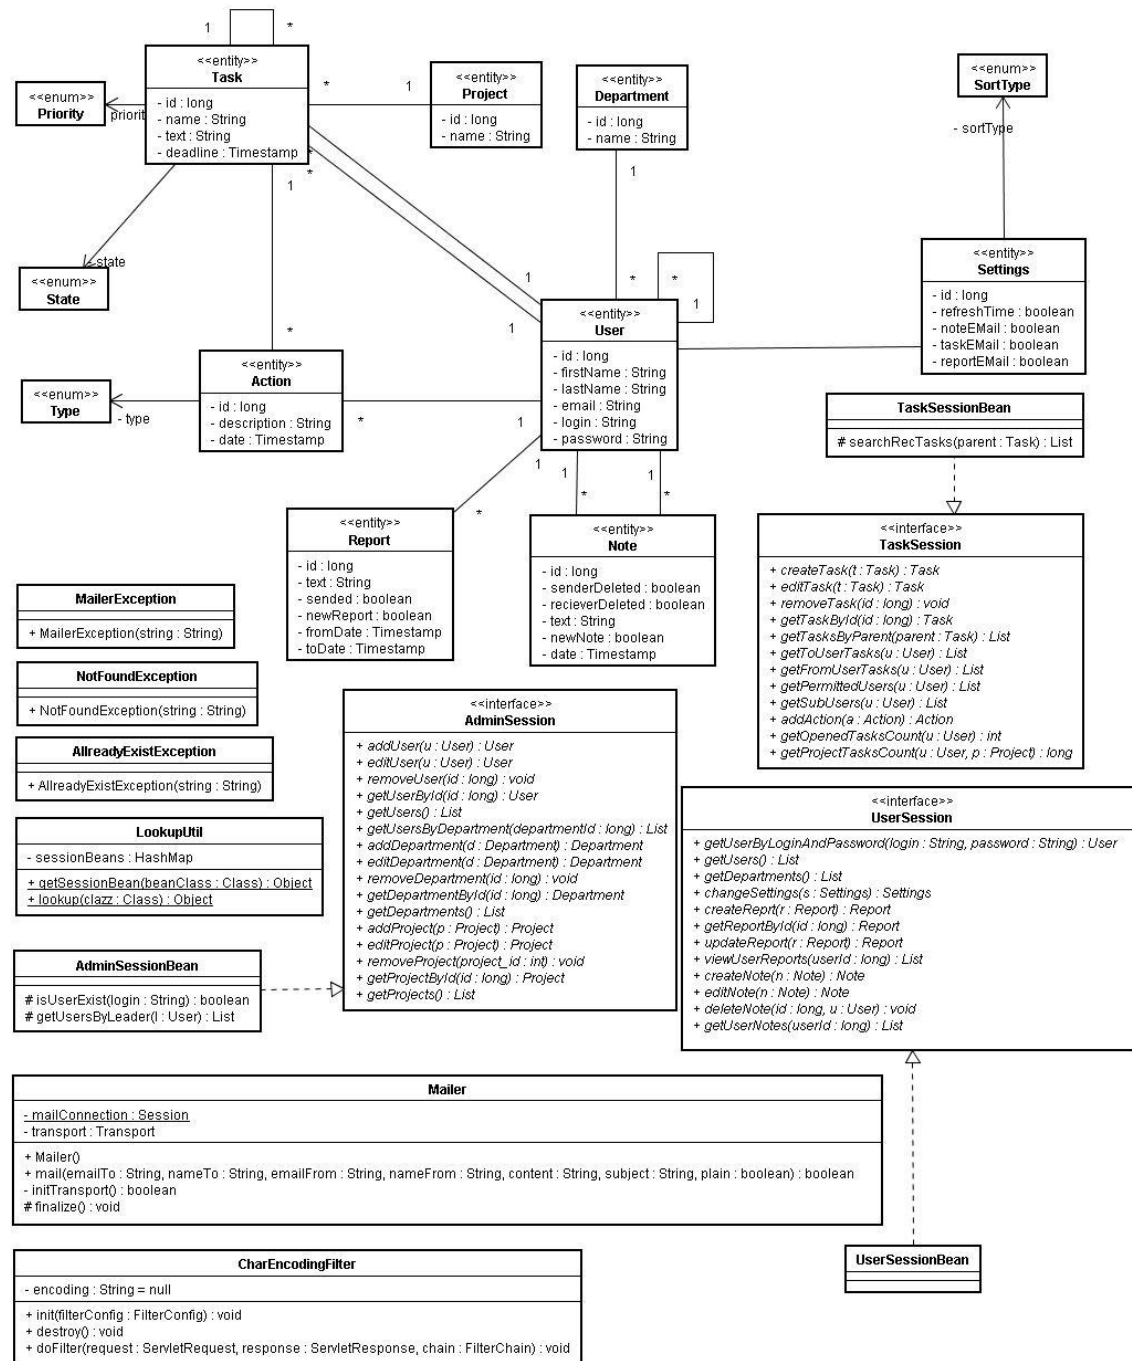 1
*
<<entity>>
Task
- id : long
- name : String
- text : String
- deadline : Timestamp
<<enum>>
Priority
priorit
*
1
<<entity>>
Project
- id : long
- name : String
<<entity>>
Department
- id : long
- name : String
<<enum>>
SortType
- sortType
*
*
1
1
- state
<<enum>>
State
1
1
*
*
1
<<entity>>
User
- id : long
- firstName : String
- lastName : String
- email : String
- login : String
- password : String
<<entity>>
Settings
- id : long
- refreshTime : boolean
- noteEMail : boolean
- taskEMail : boolean
- reportEMail : boolean
*
<<entity>>
Action
- id : long
- description : String
- date : Timestamp
<<enum>>
Type
- type
*
1
TaskSessionBean
# searchRecTasks(parent : Task) : List
1
1
1
*
*
*
<<entity>>
Report
- id : long
- text : String
- sended : boolean
- newReport : boolean
- fromDate : Timestamp
- toDate : Timestamp
<<entity>>
Note
- id : long
- senderDeleted : boolean
- recieverDeleted : boolean
- text : String
- newNote : boolean
- date : Timestamp
<<interface>>
TaskSession
+ createTask(t : Task) : Task
+ editTask(t : Task) : Task
+ removeTask(id : long) : void
+ getTaskById(id : long) : Task
+ getTasksByParent(parent : Task) : List
+ getToUserTasks(u : User) : List
+ getFromUserTasks(u : User) : List
+ getPermittedUsers(u : User) : List
+ getSubUsers(u : User) : List
+ addAction(a : Action) : Action
+ getOpenedTasksCount(u : User) : int
+ getProjectTasksCount(u : User, p : Project) : long
MailerException
+ MailerException(string : String)
NotFoundException
+ NotFoundException(string : String)
AllreadyExistException
+ AllreadyExistException(string : String)
LookupUtil
- sessionBeans : HashMap
+ getSessionBean(beanClass : Class) : Object
+ lookup(clazz : Class) : Object
AdminSessionBean
# isUserExist(login : String) : boolean
# getUsersByLeader(l : User) : List
<<interface>>
AdminSession
+ addUser(u : User) : User
+ editUser(u : User) : User
+ removeUser(id : long) : void
+ getUserById(id : long) : User
+ getUsers() : List
+ getUsersByDepartment(departmentId : long) : List
+ addDepartment(d : Department) : Department
+ editDepartment(d : Department) : Department
+ removeDepartment(id : long) : void
+ getDepartmentById(id : long) : Department
+ getDepartments() : List
+ addProject(p : Project) : Project
+ editProject(p : Project) : Project
+ removeProject(project_id : int) : void
+ getProjectById(id : long) : Project
+ getProjects() : List
<<interface>>
UserSession
+ getUserByLoginAndPassword(login : String, password : String) : User
+ getUsers() : List
+ getDepartments() : List
+ changeSettings(s : Settings) : Settings
+ createReprt(r : Report) : Report
+ getReportById(id : long) : Report
+ updateReport(r : Report) : Report
+ viewUserReports(userId : long) : List
+ createNote(n : Note) : Note
+ editNote(n : Note) : Note
+ deleteNote(id : long, u : User) : void
+ getUserNotes(userId : long) : List
Mailer
- mailConnection : Session
- transport : Transport
+ Mailer()
+ mail(emailTo : String, nameTo : String, emailFrom : String, nameFrom : String, content : String, subject : String, plain : boolean) : boolean
- initTransport() : boolean
# finalize() : void
UserSessionBean
CharEncodingFilter
- encoding : String = null
+ init(filterConfig : FilterConfig) : void
+ destroy() : void
+ doFilter(request : ServletRequest, response : ServletResponse, chain : FilterChain) : void